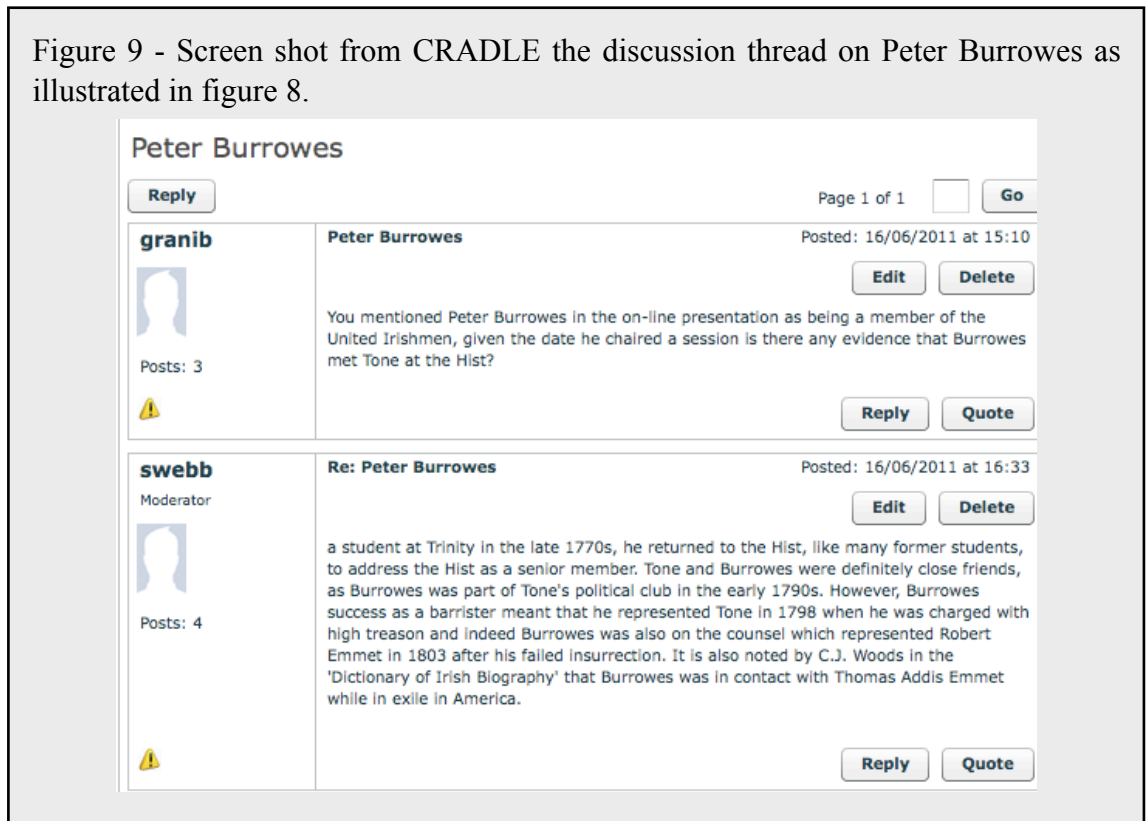 Figure 9 - Screen shot from CRADLE the discussion thread on Peter Burrowes as
illustrated in figure 8.
Peter Burrowes
Reply
Page 1 of 1
Go
granib
Peter Burrowes
Posted: 16/06/2011 at 15:10
Edit
Delete
You mentioned Peter Burrowes in the on-line presentation as being a member of the
United Irishmen, given the date he chaired a session is there any evidence that Burrowes
met Tone at the Hist?
Posts: 3
Reply
Quote
swebb
Re: Peter Burrowes
Posted: 16/06/2011 at 16:33
Moderator
Edit
Delete
a student at Trinity in the late 1770s, he returned to the Hist, like many former students,
to address the Hist as a senior member. Tone and Burrowes were definitely close friends,
as Burrowes was part of Tone's political club in the early 1790s. However, Burrowes
success as a barrister meant that he represented Tone in 1798 when he was charged with
high treason and indeed Burrowes was also on the counsel which represented Robert
Emmet in 1803 after his failed insurrection. It is also noted by C.J. Woods in the
'Dictionary of Irish Biography' that Burrowes was in contact with Thomas Addis Emmet
while in exile in America.
Posts: 4
Reply
Quote